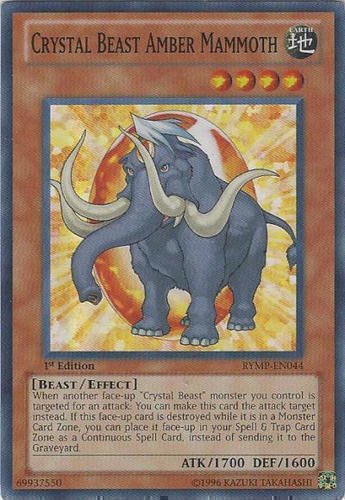 CRYSTAL BEAST AMBER MAMMOTH
EARTH
地
1st Edition
RYMP-EN044
[BEAST/EFFECT]
When another face-up "Crystal Beast" monster you control is
targeted for an attack: You can make this card the attack target
instead. If this face-up card is destroyed while it is in a Monster
Card Zone, you can place it face-up in your Spell & Trap Card
Zone as a Continuous Spell Card, instead of sending it to the
Graveyard.
ATK/1700 DEF/1600
69937550
©1996 KAZUKI TAKAHASHI